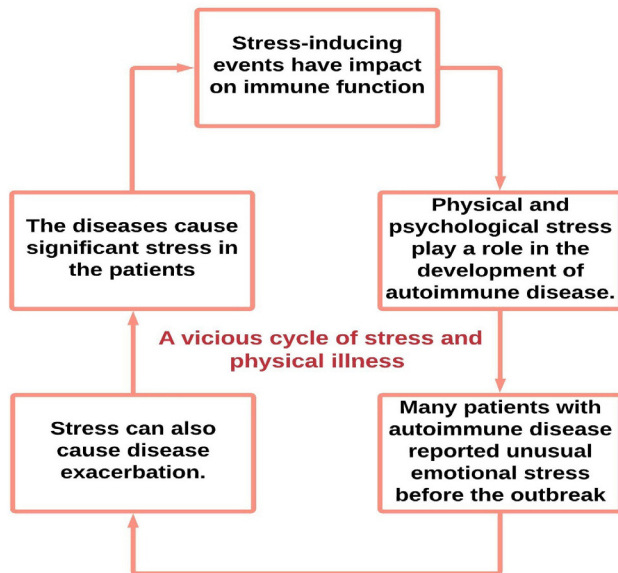 Stress-inducing
events have impact
on immune function
Physical and
psychological stress
play a role in the
development of
autoimmune disease.
Many patients with
autoimmune disease
reported unusual
emotional stress
before the outbreak
Stress can also
cause disease
exacerbation.
The diseases cause
significant stress in
the patients
A vicious cycle of stress and
physical illness